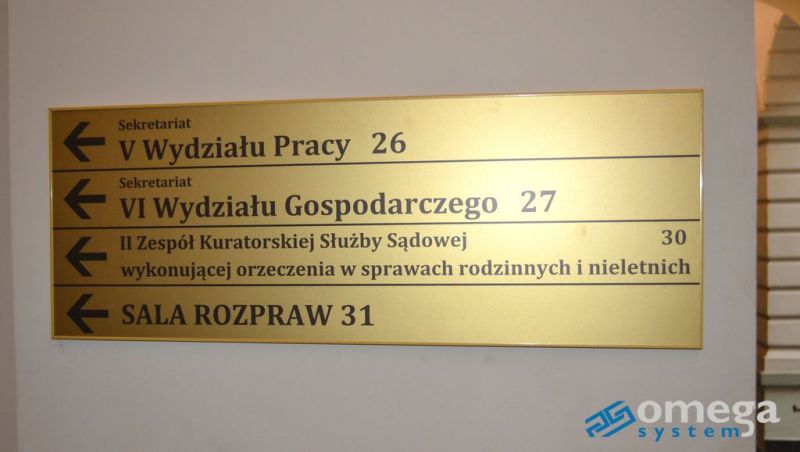 Sekretariat
V Wydziału Pracy 26
Sekretariat
VI Wydziału Gospodarczego 27
II Zespół Kuratorskiej Służby Sądowej 30
wykonującej orzeczenia w sprawach rodzinnych i nieletnich
SALA ROZPRAW 31
omega
system